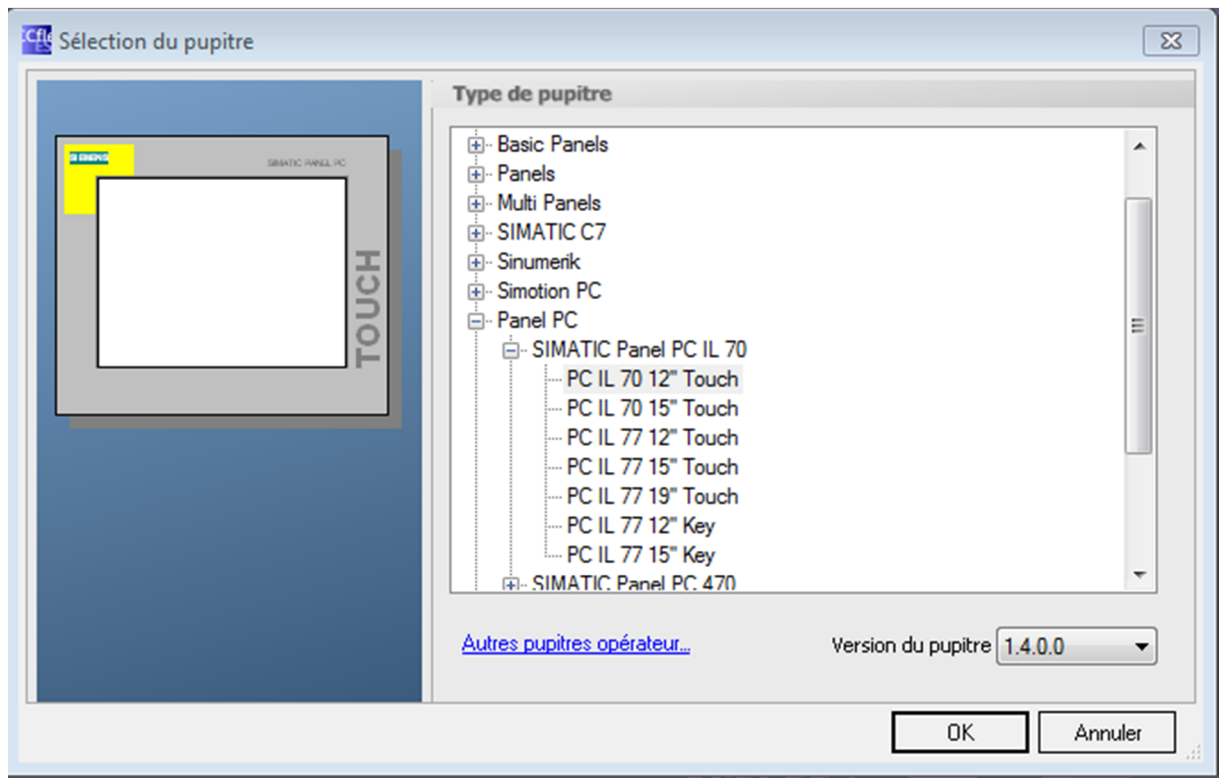 Sélection du pupitre
SIEMENS
SIMATIC PANEL PC
TOUCH
Type de pupitre
Basic Panels
Panels
Multi Panels
SIMATIC C7
Sinumerik
Simotion PC
Panel PC
SIMATIC Panel PC IL 70
PC IL 70 12" Touch
PC IL 70 15" Touch
PC IL 77 12" Touch
PC IL 77 15" Touch
PC IL 77 19" Touch
PC IL 77 12" Key
PC IL 77 15" Key
SIMATIC Panel PC 470
Autres pupitres opérateur...
Version du pupitre 1.4.0.0
OK Annuler